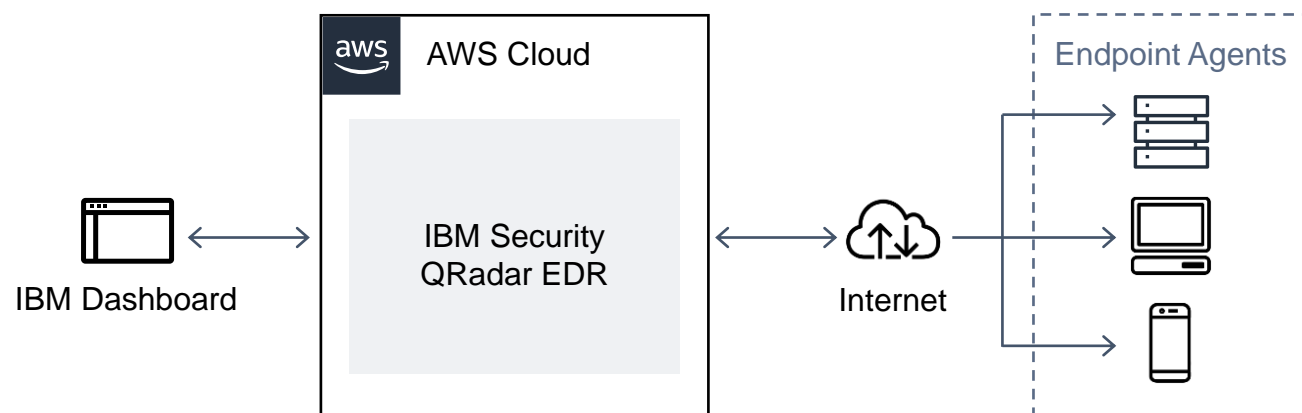 aws
AWS Cloud
Endpoint Agents
IBM Security
QRadar EDR
IBM Dashboard
Internet